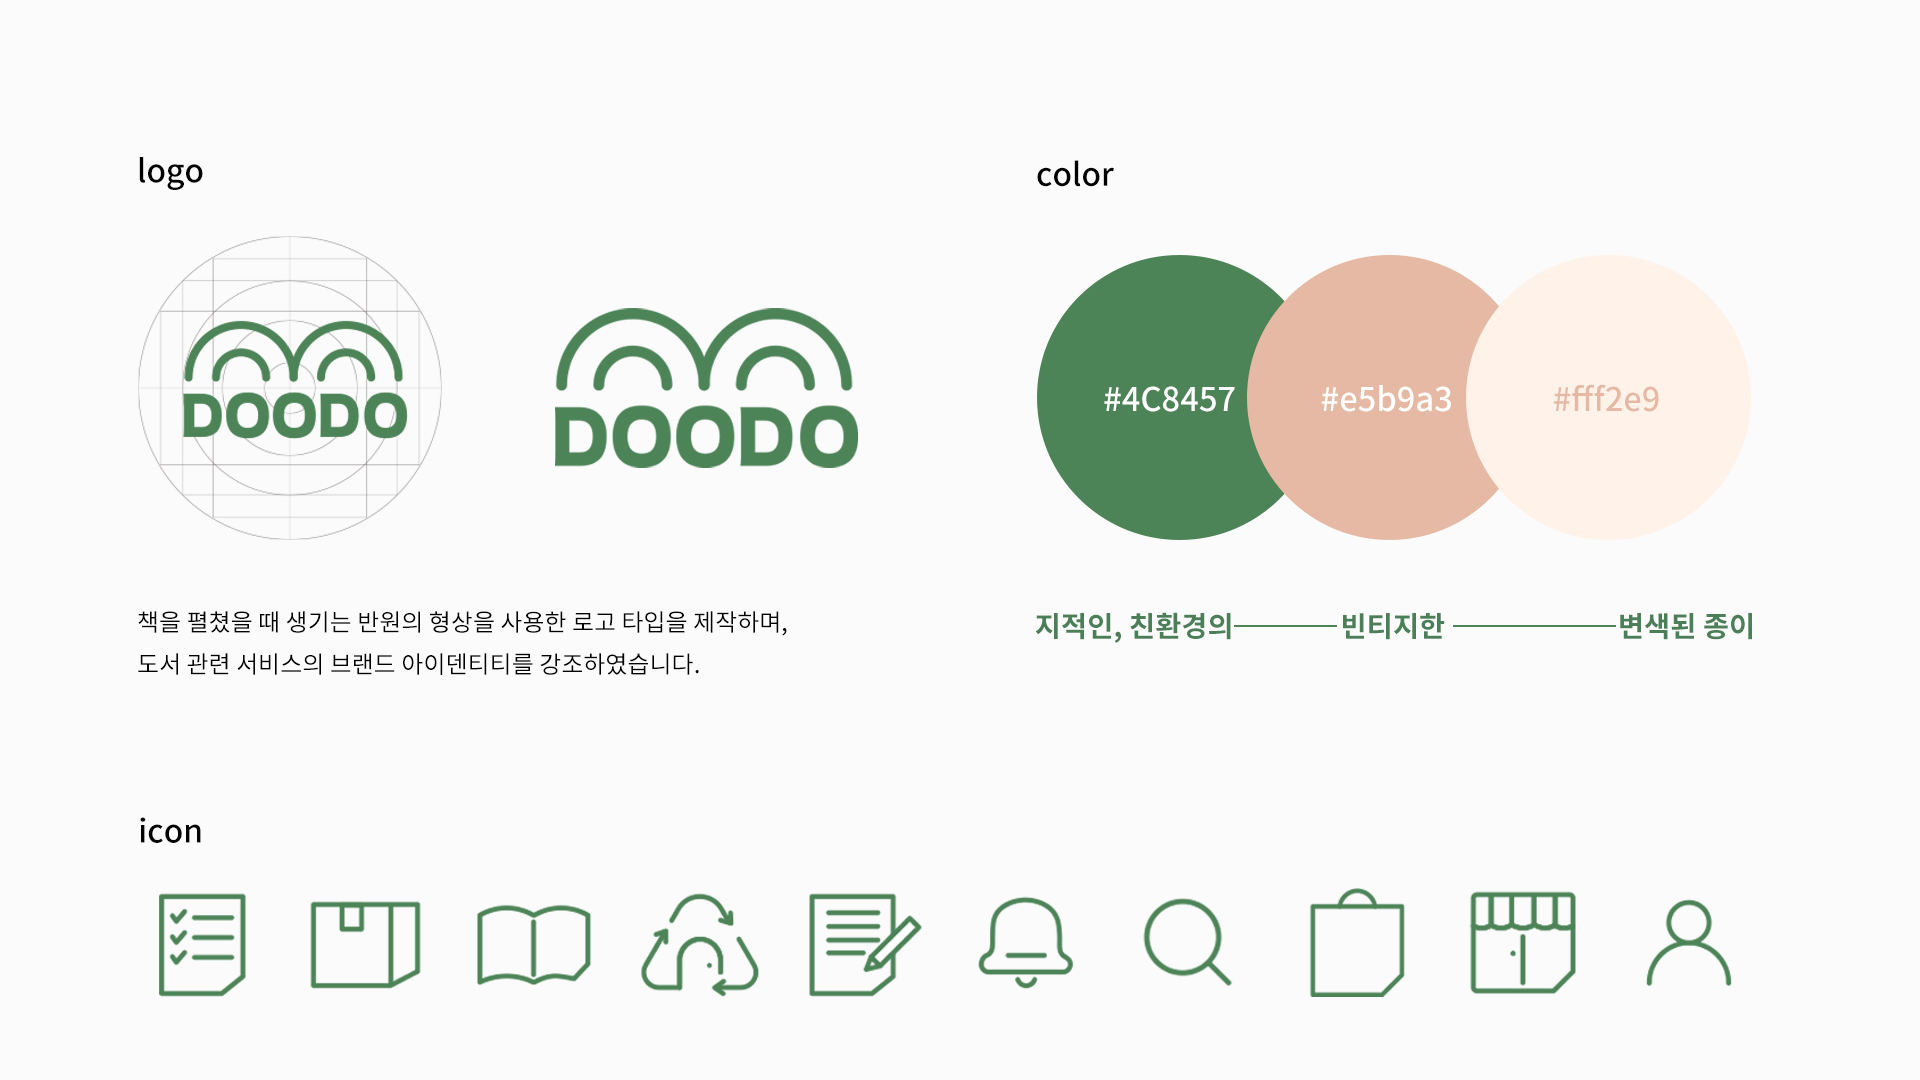 logo
DOODO
DOODO
책을 펼쳤을 때 생기는 반원의 형상을 사용한 로고 타입을 제작하며,
도서 관련 서비스의 브랜드 아이덴티티를 강조하였습니다.
color
#4C8457
#e5b9a3
#fff2e9
지적인, 친환경의
빈티지한
변색된 종이
icon